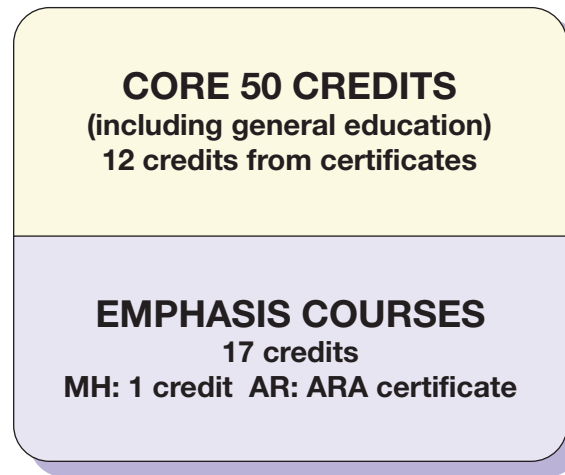 CORE 50 CREDITS
(including general education)
12 credits from certificates
EMPHASIS COURSES
17 credits
MH: 1 credit AR: ARA certificate